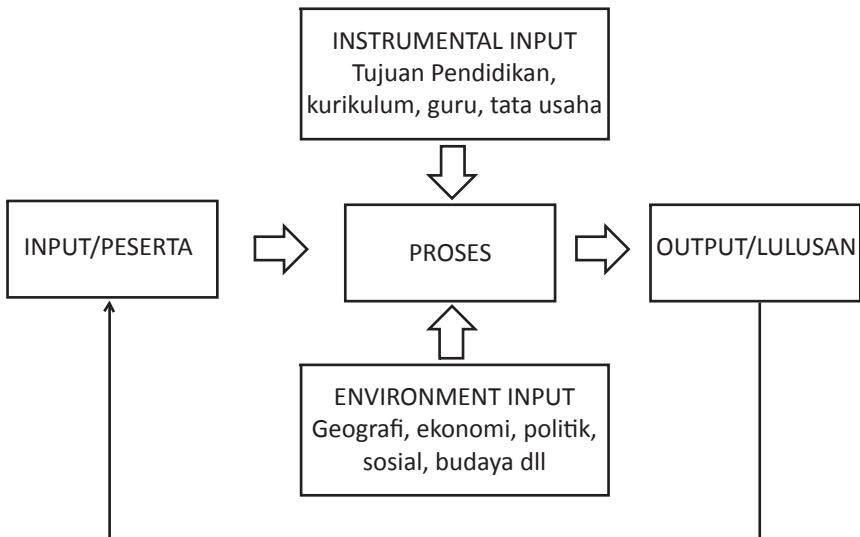 INSTRUMENTAL INPUT
Tujuan Pendidikan,
kurikulum, guru, tata usaha
INPUT/PESERTA
PROSES
OUTPUT/LULUSAN
ENVIRONMENT INPUT
Geografi, ekonomi, politik,
sosial, budaya dll